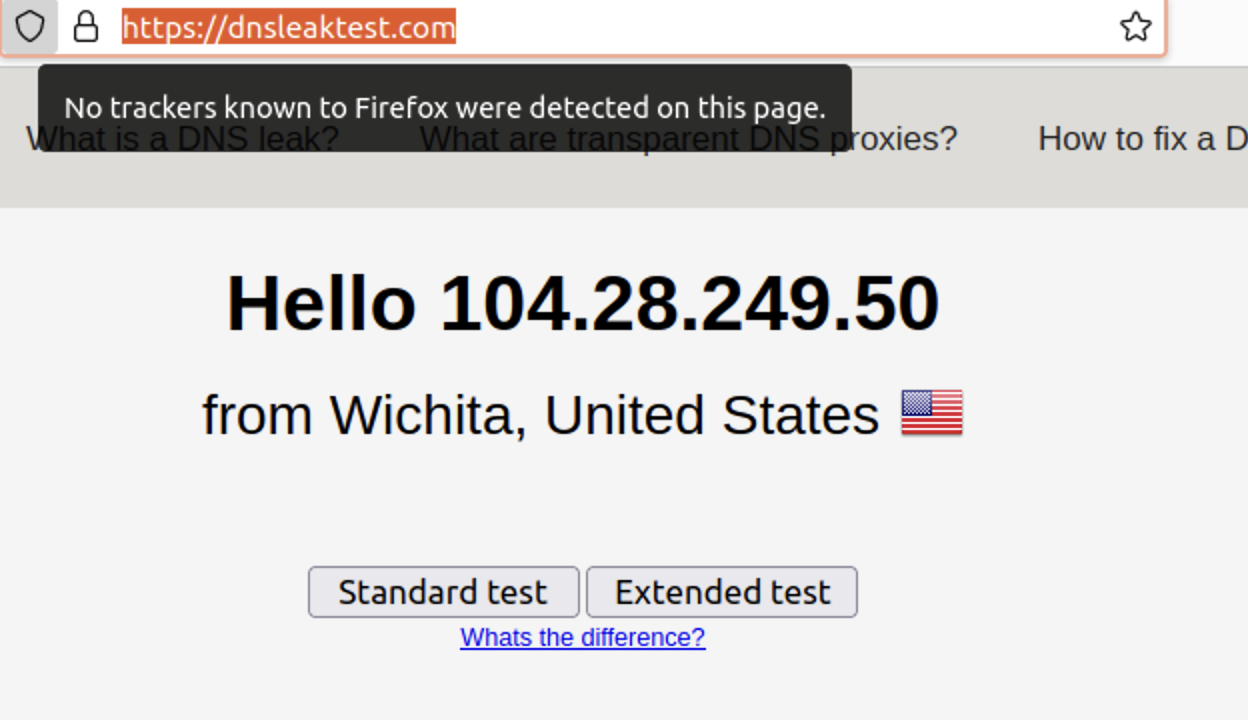 https://dnsleaktest.com
No trackers known to Firefox were detected on this page.
What is a DNS leak? What are transparent DNS proxies? How to fix a D
Hello 104.28.249.50
from Wichita, United States
Standard test Extended test
Whats the difference?